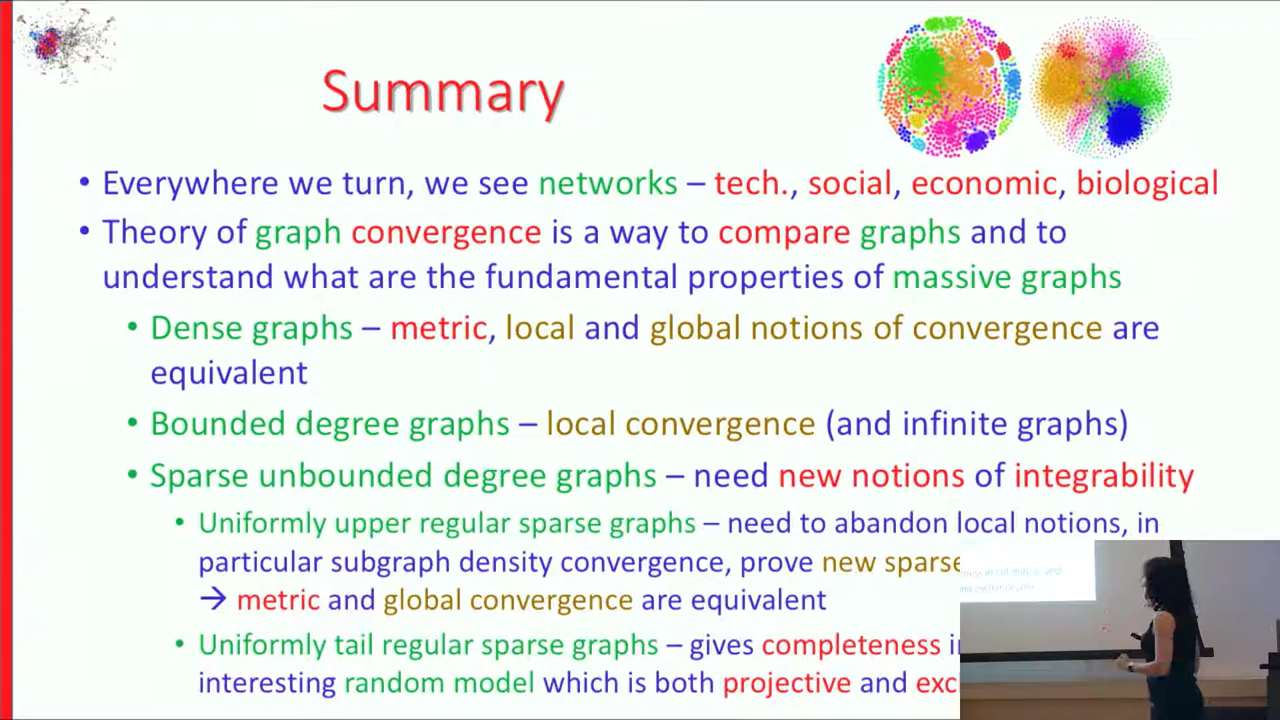 Summary
• Everywhere we turn, we see networks – tech., social, economic, biological
• Theory of graph convergence is a way to compare graphs and to
understand what are the fundamental properties of massive graphs
• Dense graphs – metric, local and global notions of convergence are
equivalent
• Bounded degree graphs – local convergence (and infinite graphs)
• Sparse unbounded degree graphs – need new notions of integrability
• Uniformly upper regular sparse graphs – need to abandon local notions, in
particular subgraph density convergence, prove new sparse
→ metric and global convergence are equivalent
• Uniformly tail regular sparse graphs – gives completeness
interesting random model which is both projective and